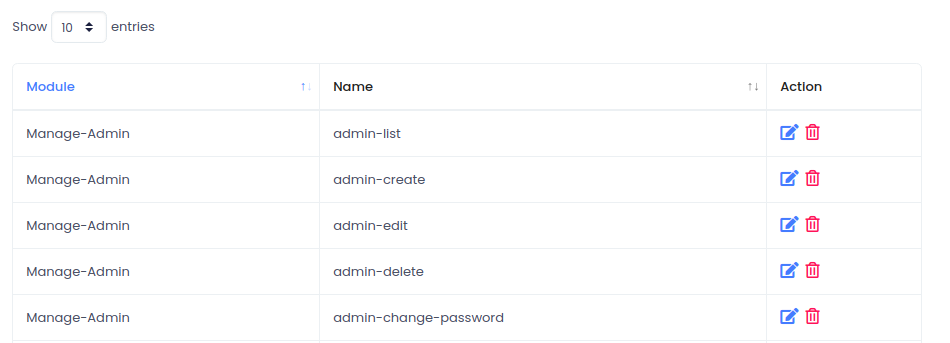 Show 10 entries
Module Name Action
Manage-Admin admin-list
Manage-Admin admin-create
Manage-Admin admin-edit
Manage-Admin admin-delete
Manage-Admin admin-change-password